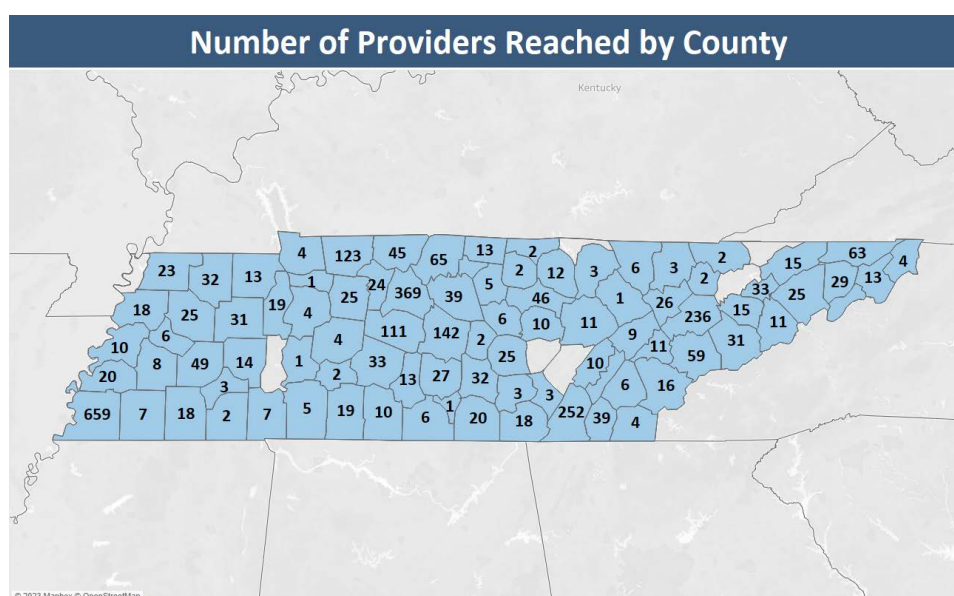 Number of Providers Reached by County
Kentucky
4 123 45 65 13 2
23 32 13 1 25 24 369 39 5 2 12 3 6 3 2 2 15 63 4
18 25 31 19 4 46 1 26 33 25 29 13
6 4 111 142 6 10 11 236 15 11
10 8 49 14 1 2 33 2 25 9 11 59 31
20 3 13 27 32 10 6 16
659 7 18 2 7 5 19 10 6 1 20 3 18 3 252 39 4
© 2023 Mapbox © OpenStreetMap